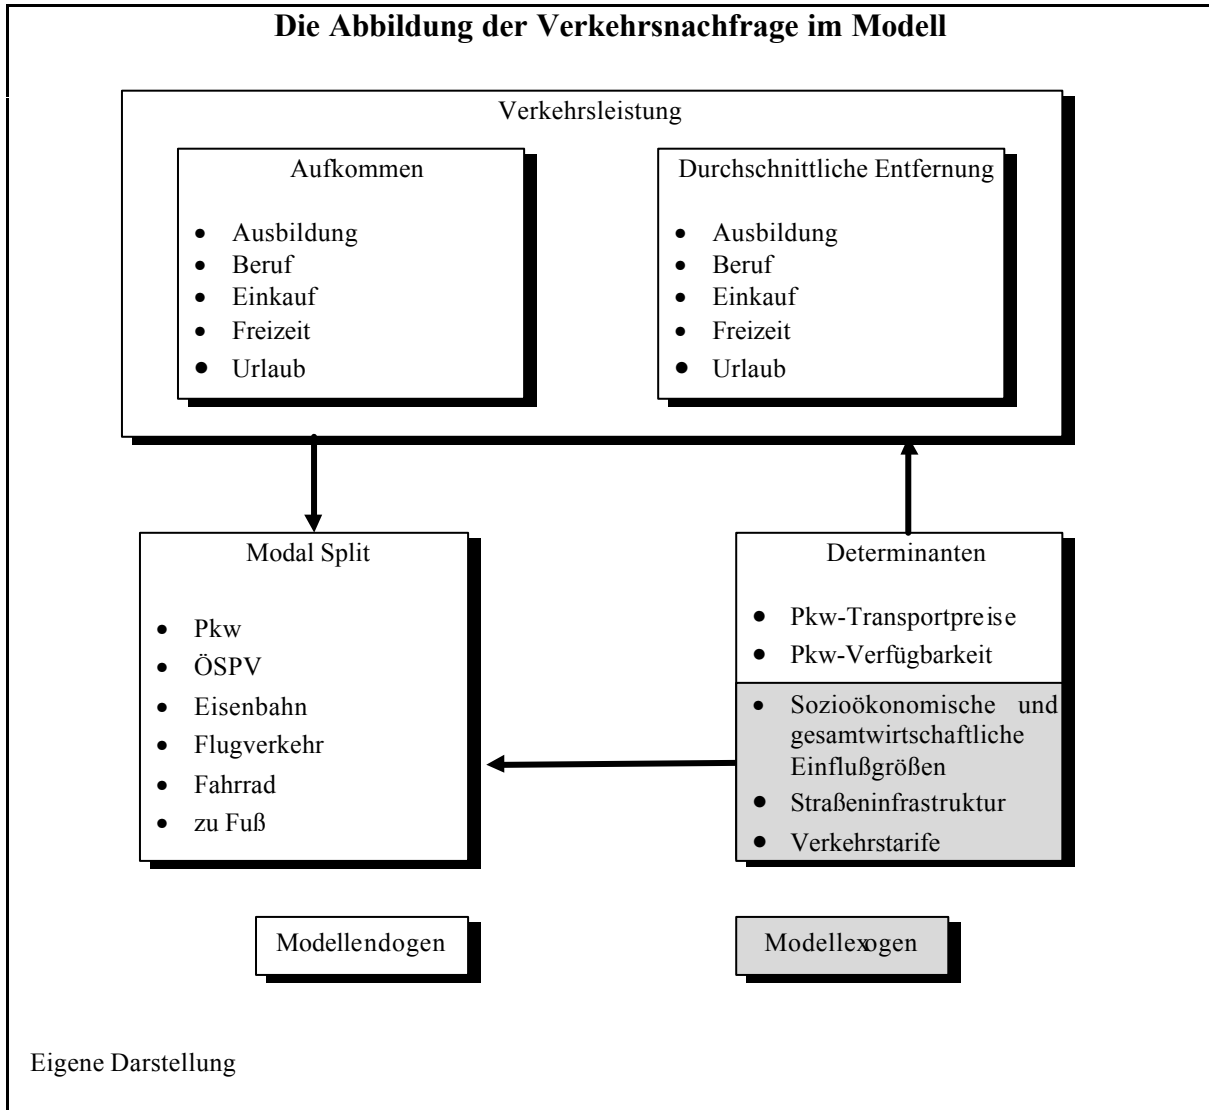 Die Abbildung der Verkehrsnachfrage im Modell
Verkehrsleistung
Aufkommen
• Ausbildung
• Beruf
• Einkauf
• Freizeit
• Urlaub
Durchschnittliche Entfernung
• Ausbildung
• Beruf
• Einkauf
• Freizeit
• Urlaub
Modal Split
• Pkw
• ÖSPV
• Eisenbahn
• Flugverkehr
• Fahrrad
• zu Fuß
Determinanten
• Pkw-Transportpreise
• Pkw-Verfügbarkeit
• Sozioökonomische und
gesamtwirtschaftliche
Einflußgrößen
• Straßeninfrastruktur
• Verkehrstarife
Modellendogen
Modellexogen
Eigene Darstellung